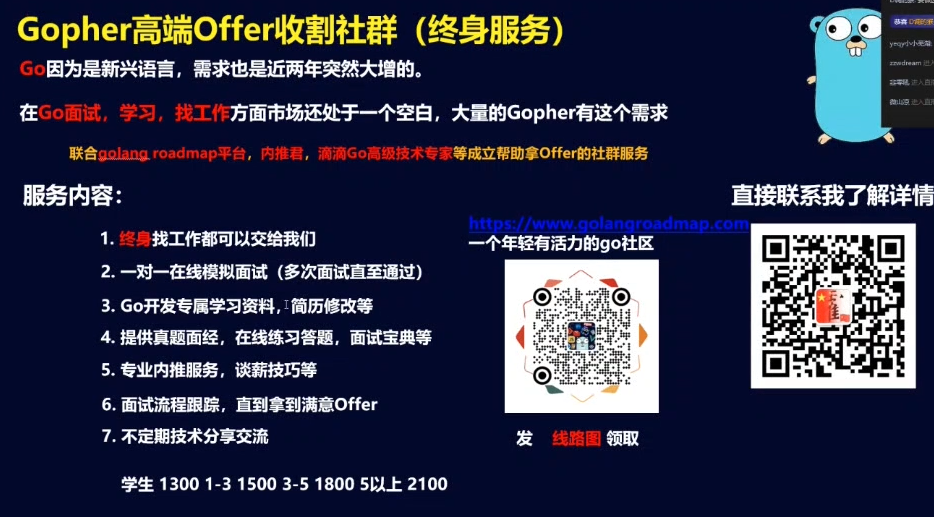 Gopher高端Offer收割社群（终身服务）
Go因为是新兴语言，需求也是近两年突然大增的。
在Go面试，学习，找工作方面市场还处于一个空白，大量的Gopher有这个需求
联合golang roadmap平台，内推君，滴滴Go高级技术专家等成立帮助拿Offer的社群服务
服务内容：
1. 终身找工作都可以交给我们
2. 一对一在线模拟面试（多次面试直至通过）
3. Go开发专属学习资料，简历修改等
4. 提供真题面经，在线练习答题，面试宝典等
5. 专业内推服务，谈薪技巧等
6. 面试流程跟踪，直到拿到满意Offer
7. 不定期技术分享交流
学生 1300 1-3 1500 3-5 1800 5以上 2100
https://www.golangroadmap.com
一个年轻有活力的go社区
发 线路图 领取
直接联系我了解详情
恭喜
yeqy小小
zzwdream 进入
进入直
微山凉 进入直